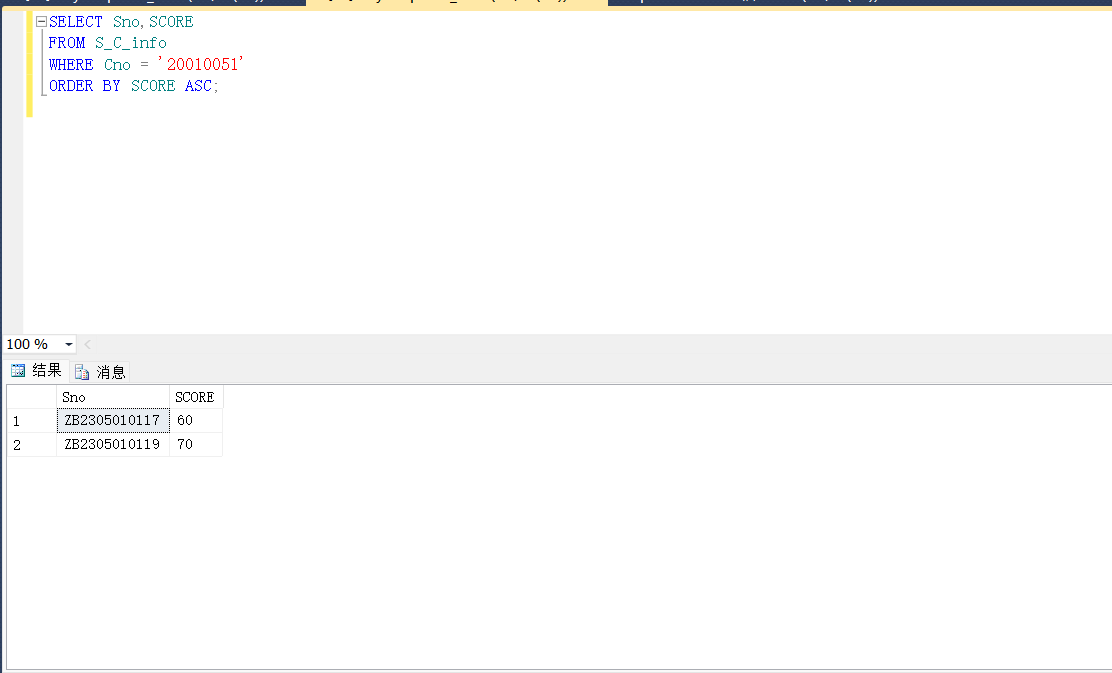 SELECT Sno,SCORE
FROM S_C_info
WHERE Cno = '20010051'
ORDER BY SCORE ASC;
100 %
结果 消息
Sno SCORE
1 ZB2305010117 60
2 ZB2305010119 70